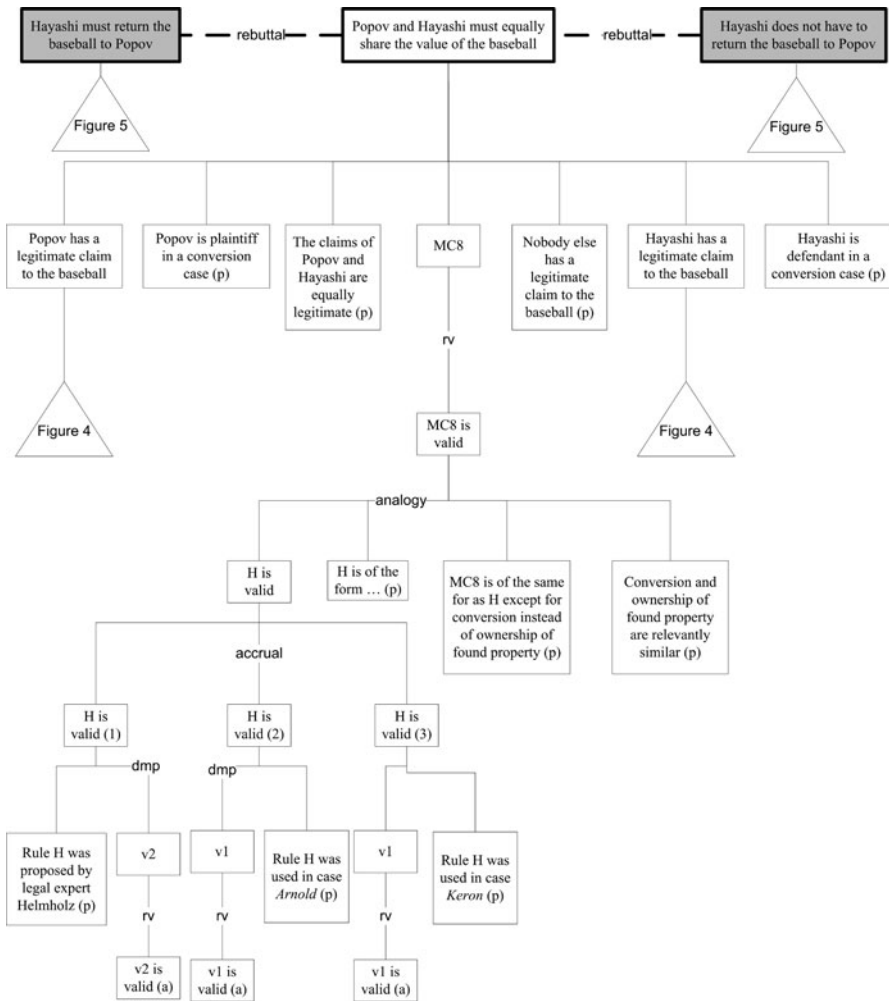 Hayashi must return the
baseball to Popov
rebuttal
Popov and Hayashi must equally
share the value of the baseball
rebuttal
Hayashi does not have to
return the baseball to Popov
Figure 5
Figure 5
Popov has a
legitimate claim
to the baseball
Popov is plaintiff
in a conversion
case (p)
The claims of
Popov and
Hayashi are
equally
legitimate (p)
MC8
Nobody else
has a
legitimate
claim to the
baseball (p)
Hayashi has a
legitimate claim
to the baseball
Hayashi is
defendant in a
conversion case (p)
rv
Figure 4
MC8 is
valid
Figure 4
analogy
H is
valid
H is of the
form … (p)
MC8 is of the same
for as H except for
conversion instead
of ownership of
found property (p)
Conversion and
ownership of
found property
are relevantly
similar (p)
accrual
H is
valid (1)
H is
valid (2)
H is
valid (3)
dmp
dmp
Rule H was
proposed by
legal expert
Helmholz (p)
v2
v1
Rule H was
used in case
Arnold (p)
v1
Rule H was
used in case
Keron (p)
rv
rv
rv
v2 is
valid (a)
v1 is
valid (a)
v1 is
valid (a)